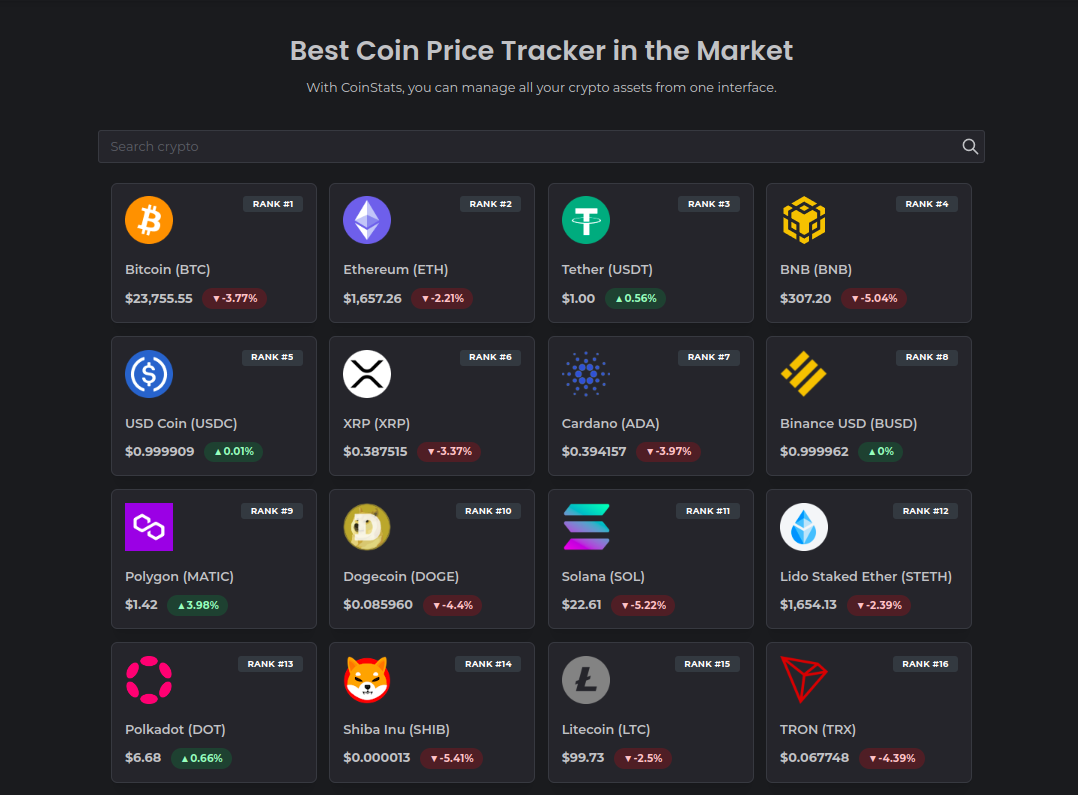 Best Coin Price Tracker in the Market
With CoinStats, you can manage all your crypto assets from one interface.
Search crypto
RANK #1
Bitcoin (BTC)
$23,755.55 ▼-3.77%
RANK #2
Ethereum (ETH)
$1,657.26 ▼-2.21%
RANK #3
Tether (USDT)
$1.00 ▲0.56%
RANK #4
BNB (BNB)
$307.20 ▼-5.04%
RANK #5
USD Coin (USDC)
$0.999909 ▲0.01%
RANK #6
XRP (XRP)
$0.387515 ▼-3.37%
RANK #7
Cardano (ADA)
$0.394157 ▼-3.97%
RANK #8
Binance USD (BUSD)
$0.999962 ▲0%
RANK #9
Polygon (MATIC)
$1.42 ▲3.98%
RANK #10
Dogecoin (DOGE)
$0.085960 ▼-4.4%
RANK #11
Solana (SOL)
$22.61 ▼-5.22%
RANK #12
Lido Staked Ether (STETH)
$1,654.13 ▼-2.39%
RANK #13
Polkadot (DOT)
$6.68 ▲0.66%
RANK #14
Shiba Inu (SHIB)
$0.000013 ▼-5.41%
RANK #15
Litecoin (LTC)
$99.73 ▼-2.5%
RANK #16
TRON (TRX)
$0.067748 ▼-4.39%